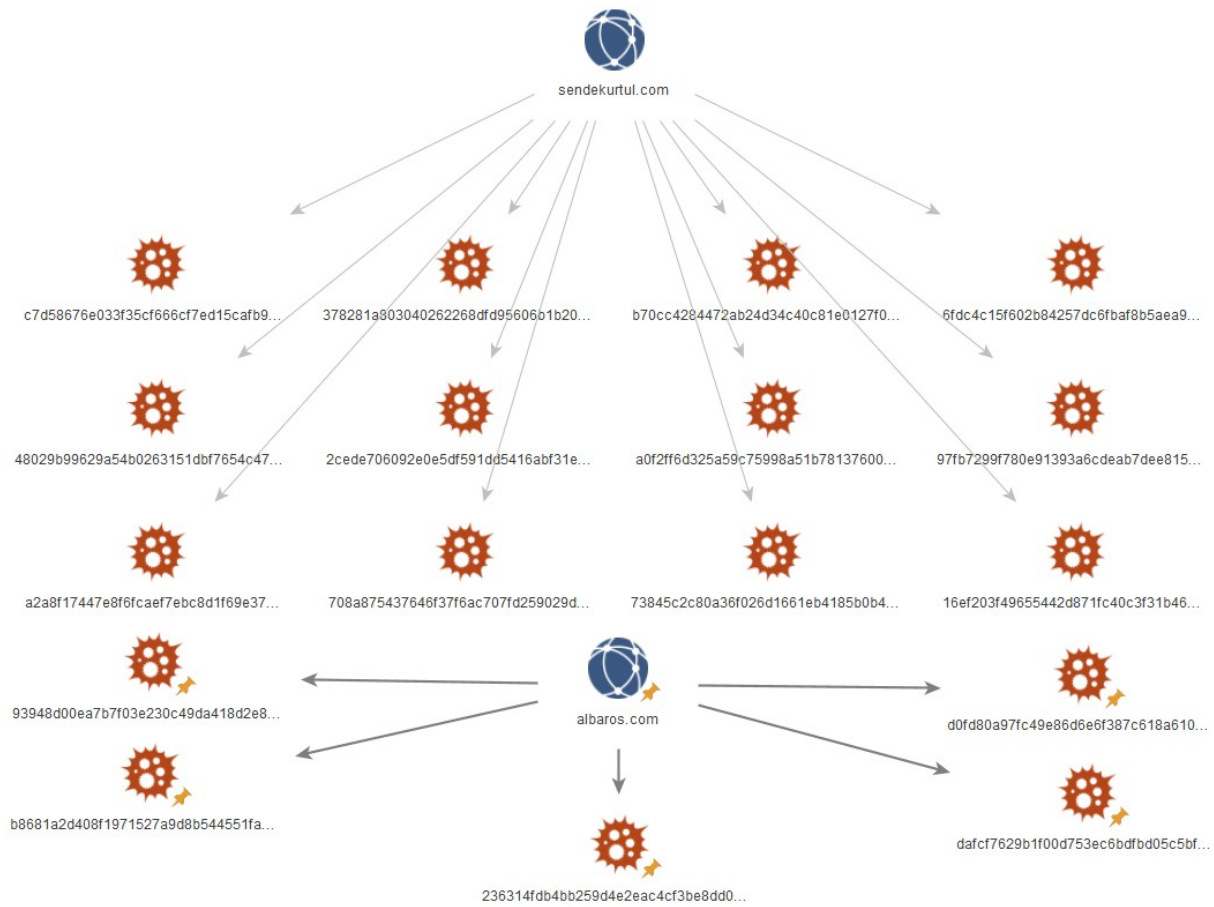 sendekurtul.com
c7d58676e033f35cf666cf7ed15cafb9...
378281a803040262268dfd95606b1b20...
b70cc4284472ab24d34c40c81e0127f0...
6fdc4c15f602b84257dc6fbaf8b5aea9...
48029b99629a54b0263151dbf7654c47...
2cede706092e0e5df591dd5416abf31e...
a0f2ff6d325a59c75998a51b78137600...
97fb7299f780e91393a6cdeab7dee815...
a2a8f17447e8f6fcaef7ebc8d1f69e37...
708a875437646f37f6ac707fd259029d...
73845c2c80a36f026d1661eb4185b0b4...
16ef203f49655442d871fc40c3f31b46...
93948d00ea7b7f03e230c49da418d2e8...
albaros.com
d0fd80a97fc49e86d6e6f387c618a610...
b8681a2d408f1971527a9d8b544551fa...
dafcf7629b1f00d753ec6bdfbd05c5bf...
236314fdb4bb259d4e2eac4cf3be8dd0...